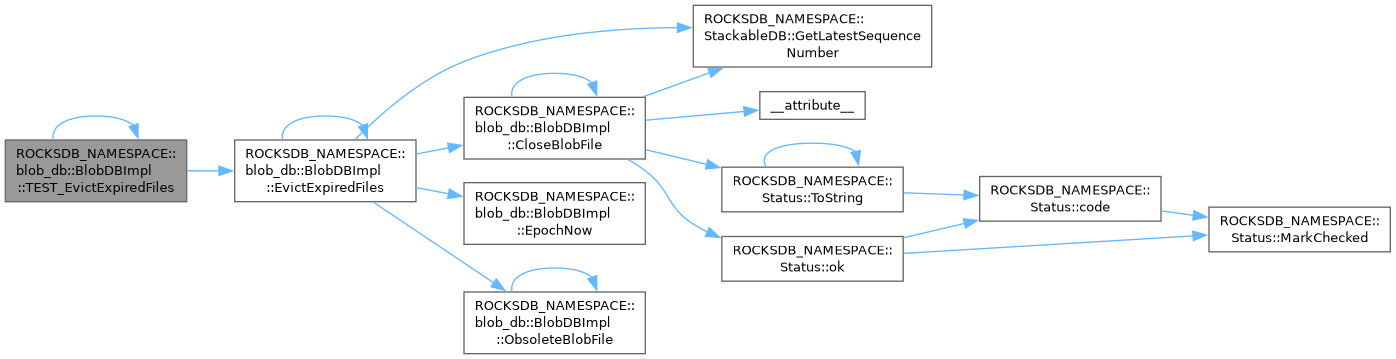 ROCKSDB_NAMESPACE::
blob_db::BlobDBImpl
::TEST_EvictExpiredFiles
ROCKSDB_NAMESPACE::
blob_db::BlobDBImpl
::EvictExpiredFiles
ROCKSDB_NAMESPACE::
StackableDB::GetLatestSequence
Number
ROCKSDB_NAMESPACE::
blob_db::BlobDBImpl
::CloseBlobFile
__attribute__
ROCKSDB_NAMESPACE::
Status::ToString
ROCKSDB_NAMESPACE::
Status::code
ROCKSDB_NAMESPACE::
Status::MarkChecked
ROCKSDB_NAMESPACE::
Status::ok
ROCKSDB_NAMESPACE::
blob_db::BlobDBImpl
::EpochNow
ROCKSDB_NAMESPACE::
blob_db::BlobDBImpl
::ObsoleteBlobFile